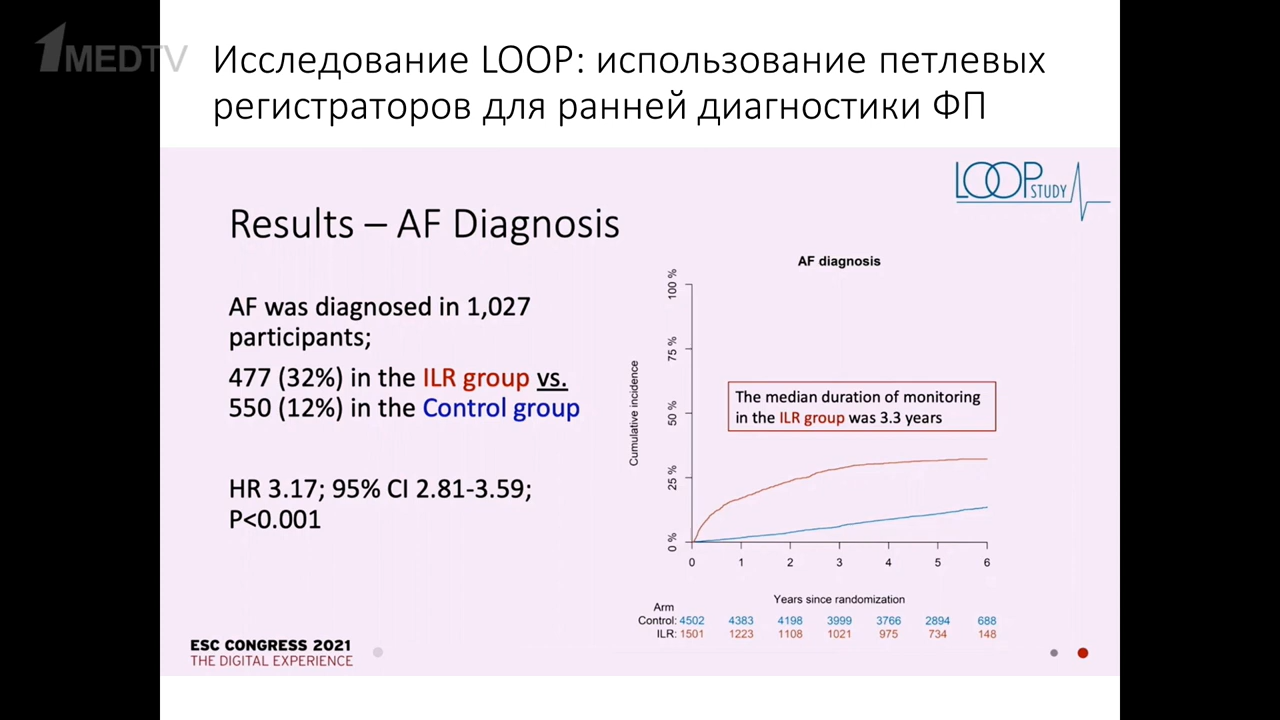 1MEDTV
Исследование LOOP: использование петлевых
регистраторов для ранней диагностики ФП
LOOP STUDY
Results – AF Diagnosis
AF was diagnosed in 1,027
participants;
477 (32%) in the ILR group vs.
550 (12%) in the Control group
HR 3.17; 95% CI 2.81-3.59;
P<0.001
AF diagnosis
100 %
75 %
50 %
25 %
0 %
Cumulative incidence
The median duration of monitoring
in the ILR group was 3.3 years
0 1 2 3 4 5 6
Years since randomization
Arm
Control: 4502 4383 4198 3999 3766 2894 688
ILR: 1501 1223 1108 1021 975 734 148
ESC CONGRESS 2021
THE DIGITAL EXPERIENCE